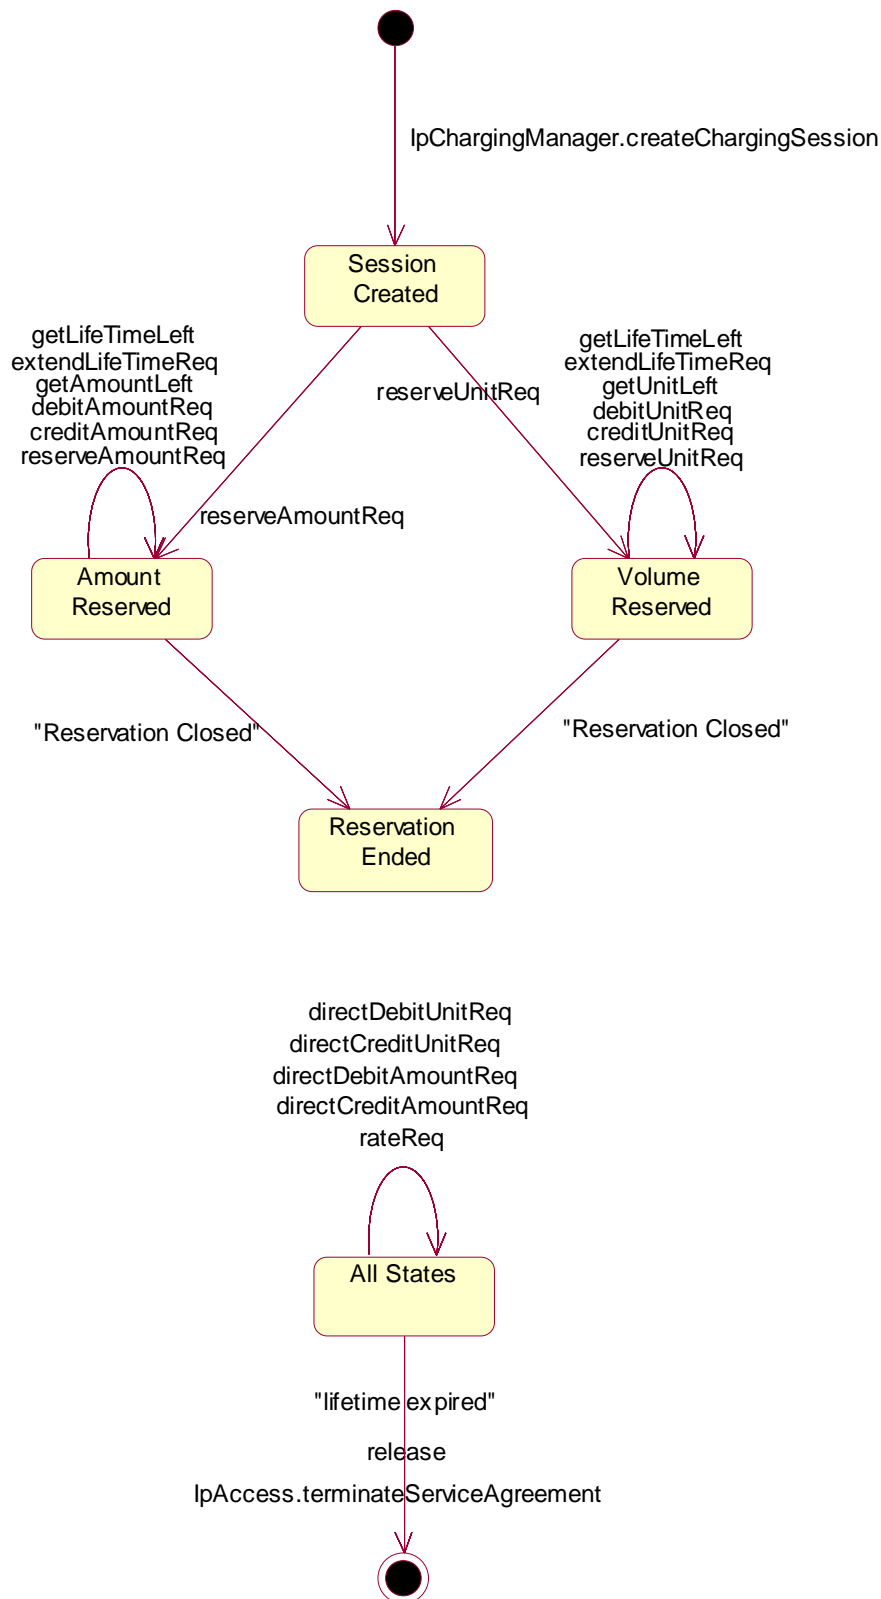 IpChargingManager.createChargingSession
Session
Created
getLifeTimeLeft
extendLifeTimeReq
getAmountLeft
debitAmountReq
creditAmountReq
reserveAmountReq
reserveUnitReq
getLifeTimeLeft
extendLifeTimeReq
getUnitLeft
debitUnitReq
creditUnitReq
reserveUnitReq
reserveAmountReq
Amount
Reserved
Volume
Reserved
"Reservation Closed"
"Reservation Closed"
Reservation
Ended
directDebitUnitReq
directCreditUnitReq
directDebitAmountReq
directCreditAmountReq
rateReq
All States
"lifetime expired"
release
IpAccess.terminateServiceAgreement